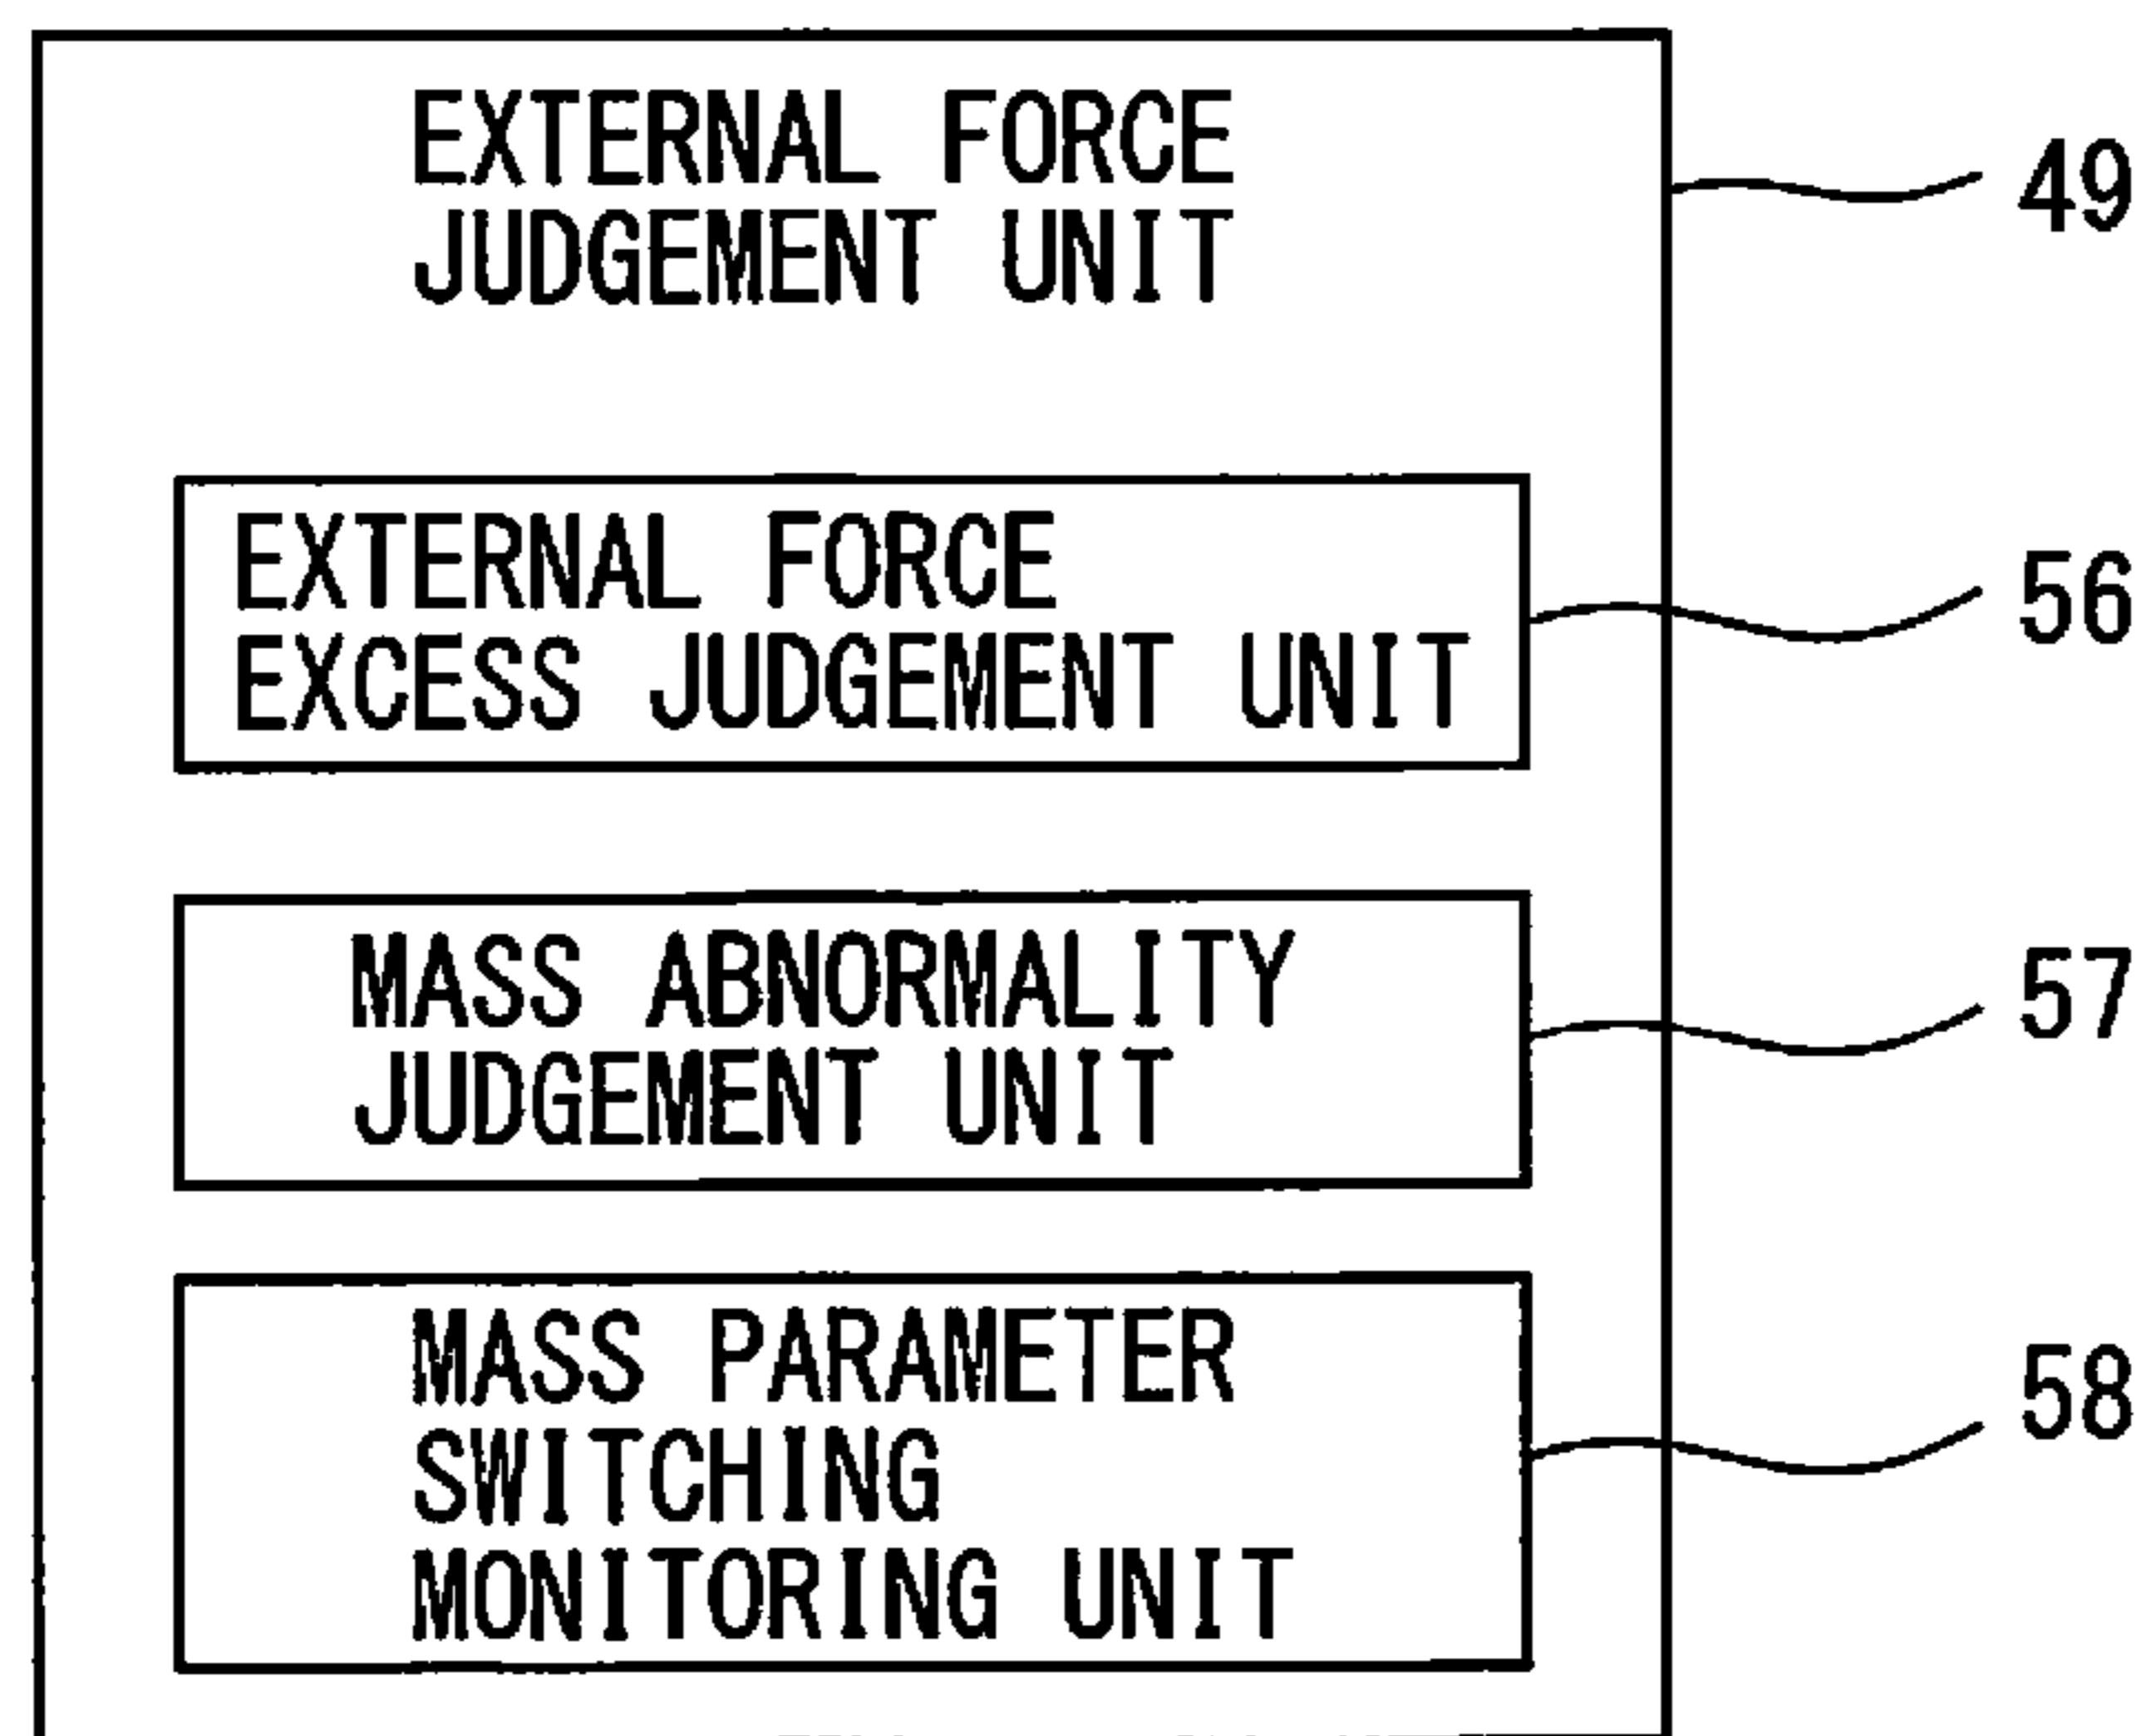 EXTERNAL FORCE
JUDGEMENT UNIT
49
EXTERNAL FORCE
EXCESS JUDGEMENT UNIT
56
MASS ABNORMALITY
JUDGEMENT UNIT
57
MASS PARAMETER
SWITCHING
MONITORING UNIT
58